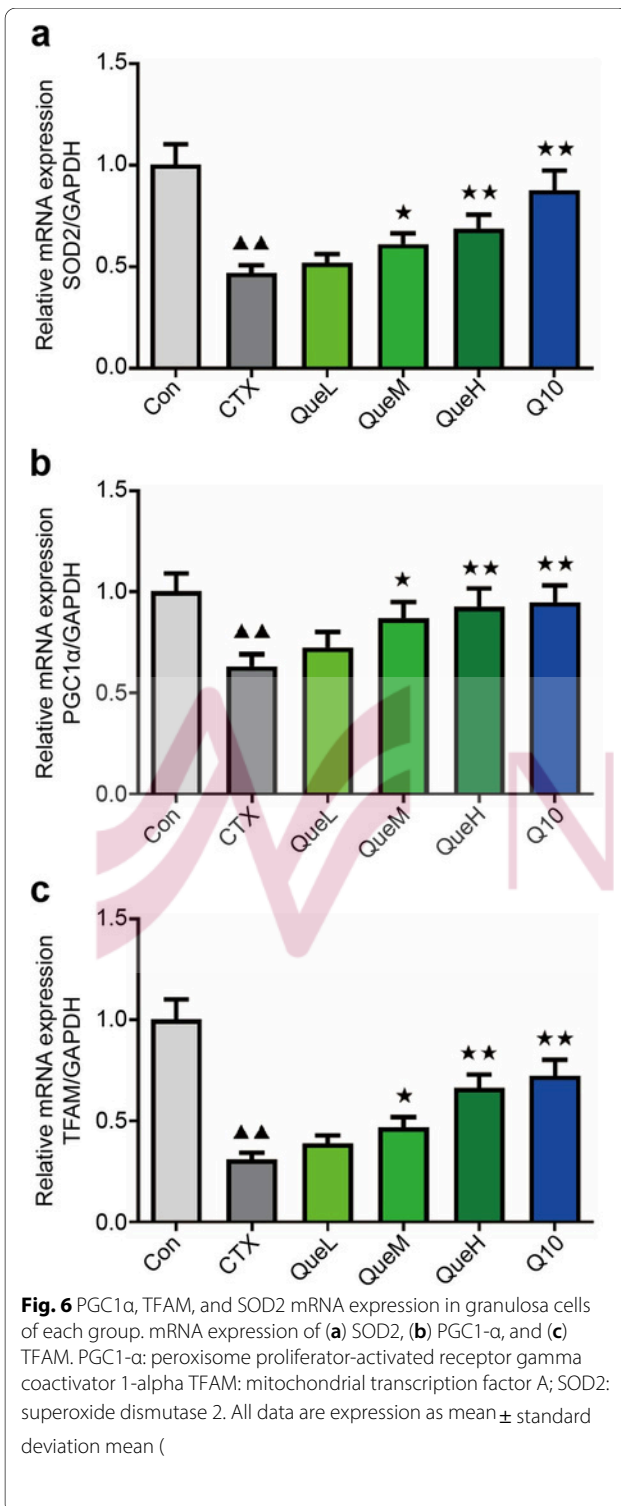 a
Relative mRNA expression
SOD2/GAPDH
1.5
1.0
0.5
0.0
▲▲
★
★★
★★
Con
CTX
QueL
QueM
QueH
Q10
b
Relative mRNA expression
PGC1α/GAPDH
1.5
1.0
0.5
0.0
▲▲
★
★★
★★
Con
CTX
QueL
QueM
QueH
Q10
N
c
Relative mRNA expression
TFAM/GAPDH
1.5
1.0
0.5
0.0
▲▲
★
★★
★★
Con
CTX
QueL
QueM
QueH
Q10
Fig. 6 PGC1α, TFAM, and SOD2 mRNA expression in granulosa cells
of each group. mRNA expression of (a) SOD2, (b) PGC1-α, and (c)
TFAM. PGC1-α: peroxisome proliferator-activated receptor gamma
coactivator 1-alpha TFAM: mitochondrial transcription factor A; SOD2:
superoxide dismutase 2. All data are expression as mean ± standard
deviation mean (